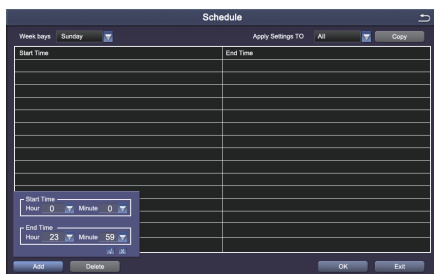 Schedule
Week bays Sunday Apply Settings TO All Copy
Start Time End Time
Start Time
Hour 0 Minute 0
End Time
Hour 23 Minute 59
Add Delete OK Exit